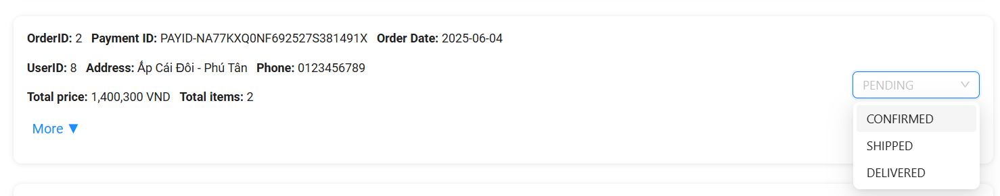 OrderID: 2 Payment ID: PAYID-NA77KXQ0NF692527S381491X Order Date: 2025-06-04
UserID: 8 Address: Ấp Cái Đôi - Phú Tân Phone: 0123456789
Total price: 1,400,300 VND Total items: 2
More ▼
PENDING
CONFIRMED
SHIPPED
DELIVERED